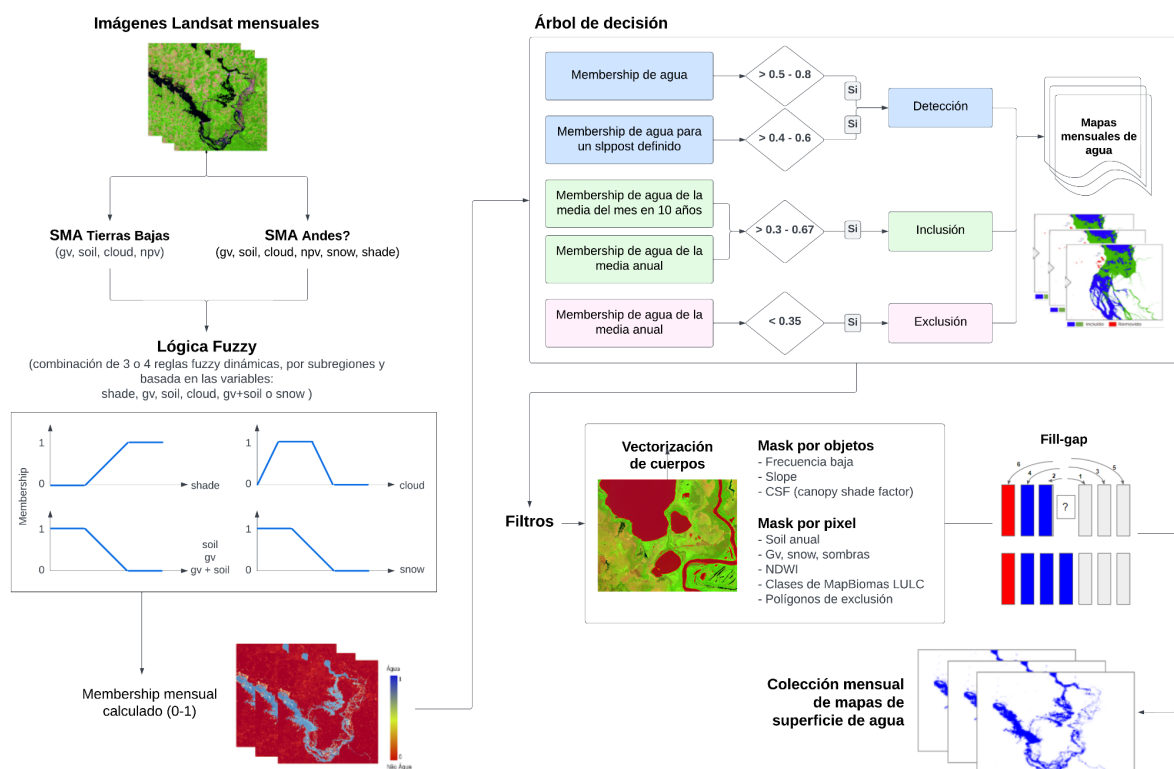 Imágenes Landsat mensuales
SMA Tierras Bajas
(gv, soil, cloud, npv)
SMA Andes?
(gv, soil, cloud, npv, snow, shade)
Lógica Fuzzy
(combinación de 3 o 4 reglas fuzzy dinámicas, por subregiones y
basada en las variables:
shade, gv, soil, cloud, gv+soil o snow )
Membership
1
0
shade
1
0
cloud
1
0
soil
gv
gv + soil
1
0
snow
Membership mensual
calculado (0-1)
Água
1
0
Não Água
Árbol de decisión
Membership de agua
> 0.5 - 0.8
Si
Membership de agua para
un slppost definido
> 0.4 - 0.6
Si
Detección
Membership de agua de la
media del mes en 10 años
Membership de agua de la
media anual
> 0.3 - 0.67
Si
Inclusión
Membership de agua de la
media anual
< 0.35
Si
Exclusión
Mapas
mensuales de
agua
Incluído
Removido
Filtros
Vectorización
de cuerpos
Mask por objetos
- Frecuencia baja
- Slope
- CSF (canopy shade factor)
Mask por pixel
- Soil anual
- Gv, snow, sombras
- NDWI
- Clases de MapBiomas LULC
- Polígonos de exclusión
Fill-gap
6
4
2
1
3
5
?
Colección mensual
de mapas de
superficie de agua